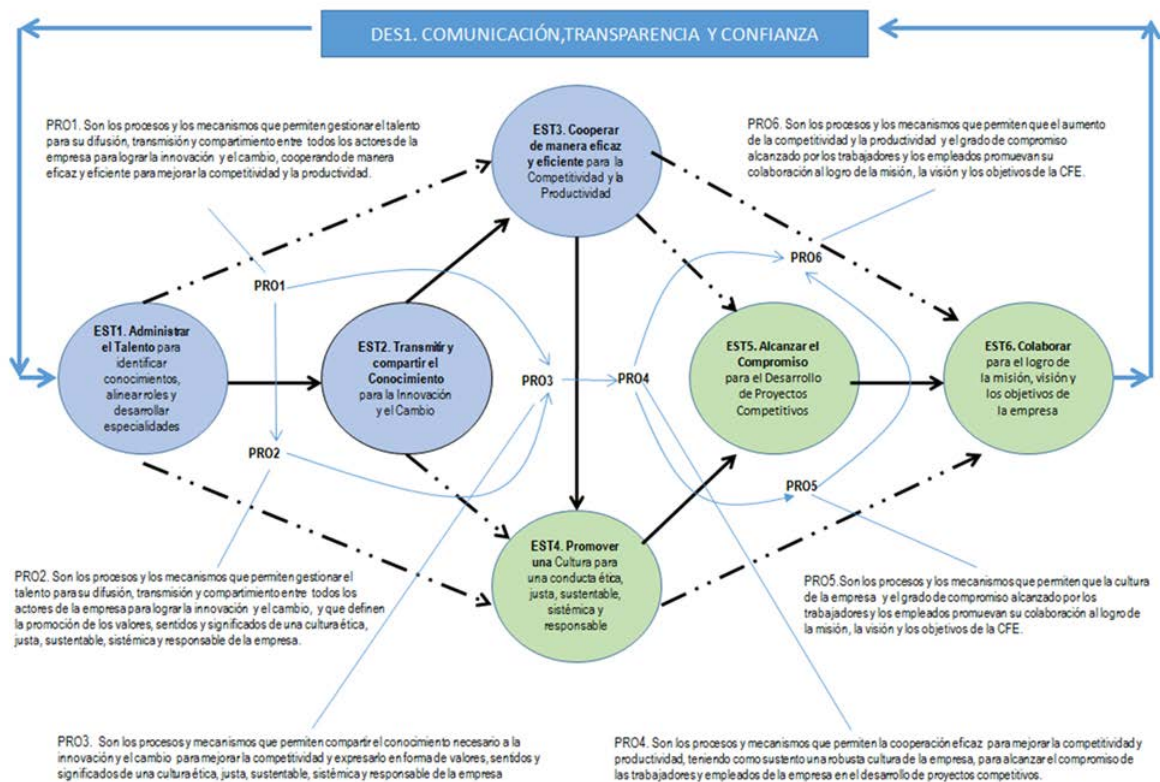 DES1. COMUNICACIÓN,TRANSPARENCIA Y CONFIANZA
PRO1. Son los procesos y los mecanismos que permiten gestionar el talento
para su difusión, transmisión y compartimiento entre todos los actores de la
empresa para lograr la innovación y el cambio, cooperando de manera
eficaz y eficiente para mejorar la competitividad y la productividad.
EST3. Cooperar
de manera eficaz
y eficiente para la
Competitividad y la
Productividad
PRO6. Son los procesos y los mecanismos que permiten que el aumento
de la competitividad y la productividad y el grado de compromiso
alcanzado por los trabajadores y los empleados promuevan su
colaboración al logro de la misión, la visión y los objetivos de la CFE.
PRO1
PRO6
EST1. Administrar
el Talento para
identificar
conocimientos,
alinear roles y
desarrollar
especialidades
EST2. Transmitir y
compartir el
Conocimiento
para la Innovación
y el Cambio
PRO3
PRO4
EST5. Alcanzar el
Compromiso
para el Desarrollo
de Proyectos
Competitivos
EST6. Colaborar
para el logro de
la misión, visión y
los objetivos de
la empresa
PRO2
PRO5
EST4. Promover
una Cultura para
una conducta ética,
justa, sustentable,
sistémica y
responsable
PRO2. Son los procesos y los mecanismos que permiten gestionar el
talento para su difusión, transmisión y compartimiento entre todos los
actores de la empresa para lograr la innovación y el cambio, y que definen
la promoción de los valores, sentidos y significados de una cultura ética,
justa, sustentable, sistémica y responsable de la empresa.
PRO5.Son los procesos y los mecanismos que permiten que la cultura
de la empresa y el grado de compromiso alcanzado por los
trabajadores y los empleados promuevan su colaboración al logro de
la misión, la visión y los objetivos de la CFE.
PRO3. Son los procesos y mecanismos que permiten compartir el conocimiento necesario a la
innovación y el cambio para mejorar la competitividad y expresarlo en forma de valores, sentidos y
significados de una cultura ética, justa, sustentable, sistémica y responsable de la empresa
PRO4. Son los procesos y mecanismos que permiten la cooperación eficaz para mejorar la competitividad y
productividad, teniendo como sustento una robusta cultura de la empresa, para alcanzar el compromiso de
las trabajadores y empleados de la empresa en el desarrollo de proyectos competitivos.